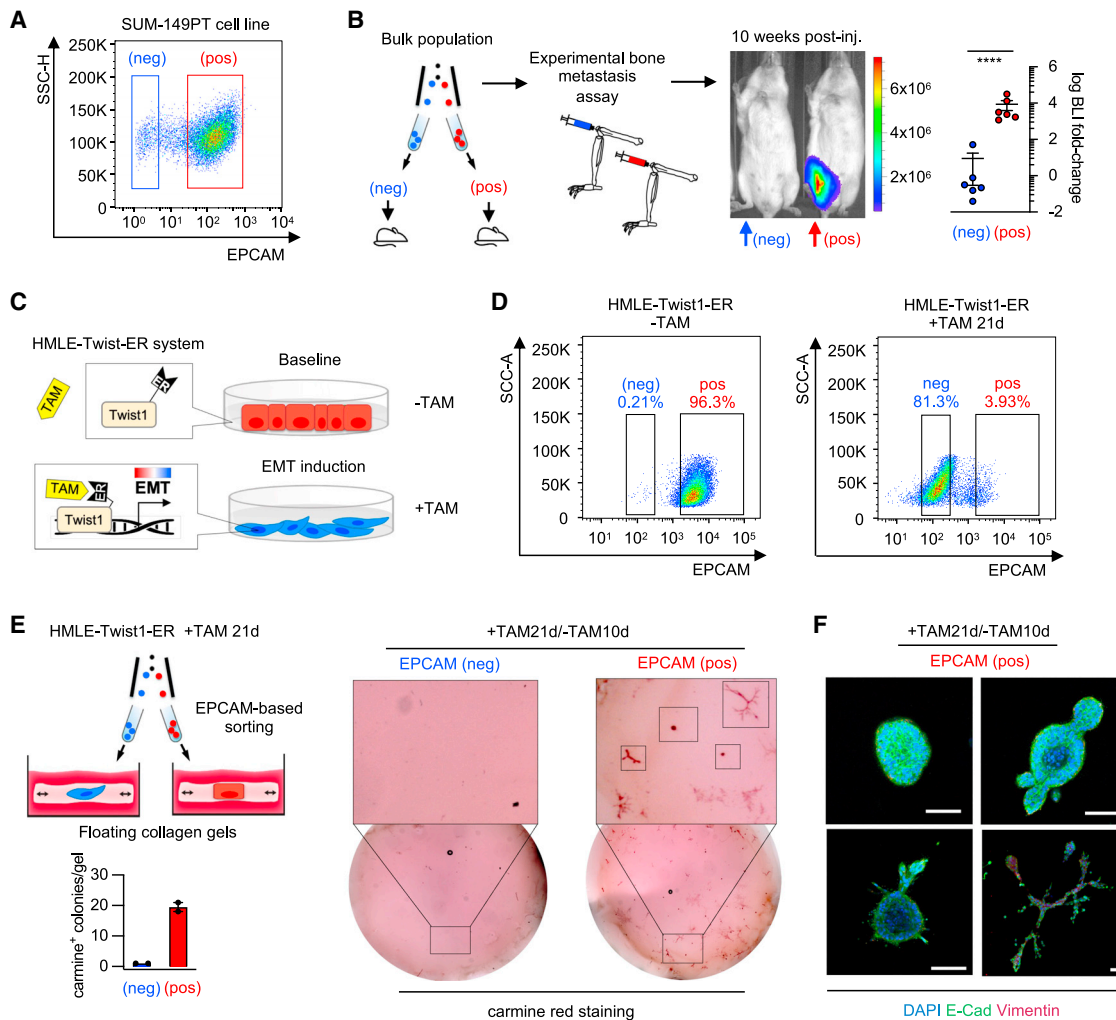 A
SUM-149PT cell line
SSC-H
250K
200K
150K
100K
50K
0
(neg)
(pos)
10⁰
10¹
10²
10³
10⁴
EPCAM
B
Bulk population
(neg)
(pos)
Experimental bone
metastasis
assay
10 weeks post-inj.
6x10⁶
4x10⁶
2x10⁶
(neg)
(pos)
****
6
4
2
0
-2
log BLI fold-change
(neg) (pos)
C
HMLE-Twist-ER system
TAM
ER
Twist1
Baseline
-TAM
TAM
ER
Twist1
EMT
EMT induction
+TAM
D
HMLE-Twist1-ER
-TAM
SCC-A
250K
200K
150K
100K
50K
0
(neg)
0.21%
pos
96.3%
10¹
10²
10³
10⁴
10⁵
EPCAM
HMLE-Twist1-ER
+TAM 21d
SCC-A
250K
200K
150K
100K
50K
0
neg
81.3%
pos
3.93%
10¹
10²
10³
10⁴
10⁵
EPCAM
E
HMLE-Twist1-ER +TAM 21d
EPCAM-based
sorting
Floating collagen gels
carmine⁺ colonies/gel
30
20
10
0
(neg) (pos)
+TAM21d/-TAM10d
EPCAM (neg)
EPCAM (pos)
carmine red staining
F
+TAM21d/-TAM10d
EPCAM (pos)
DAPI E-Cad Vimentin